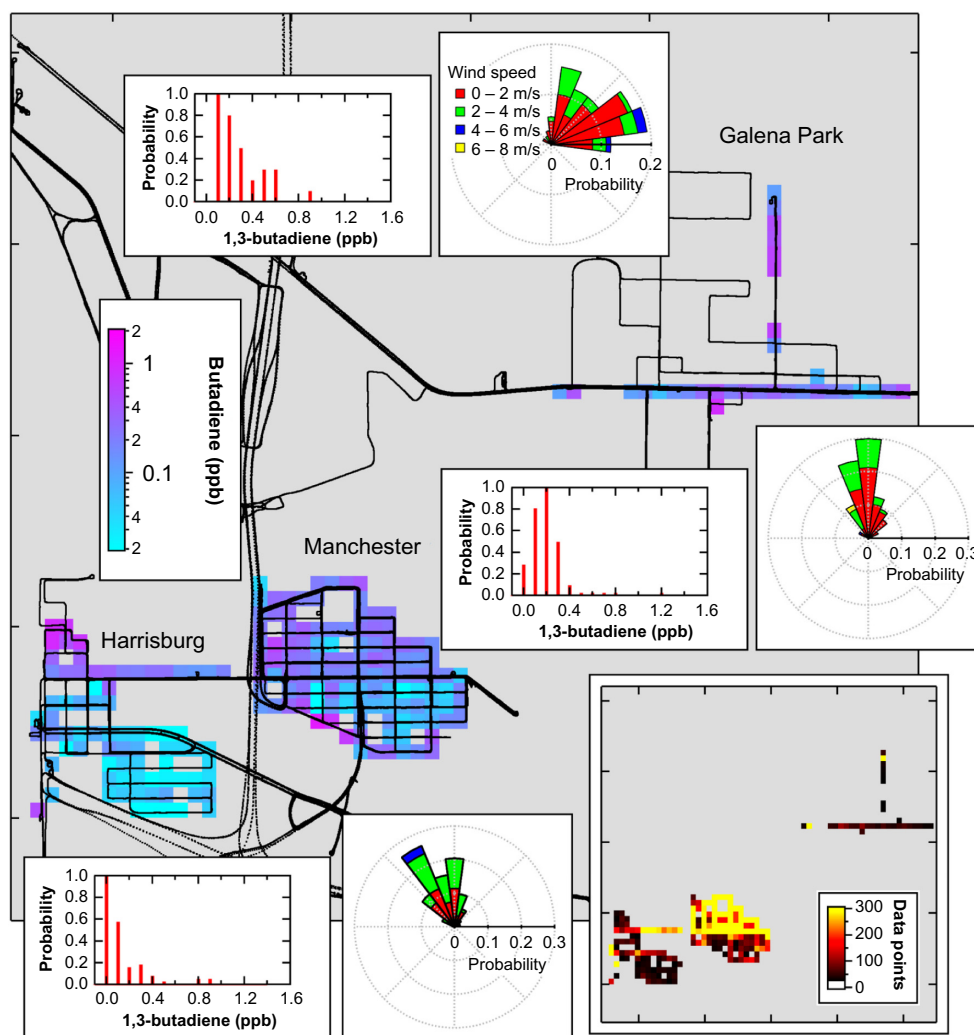 Wind speed
0 – 2 m/s
2 – 4 m/s
4 – 6 m/s
6 – 8 m/s
0 0.1 0.2
Probability
Galena Park
1.0
0.8
0.6
0.4
0.2
0.0
Probability
0.0 0.4 0.8 1.2 1.6
1,3-butadiene (ppb)
2
1
4
2
0.1
4
2
Butadiene (ppb)
Manchester
Harrisburg
1.0
0.8
0.6
0.4
0.2
0.0
Probability
0.0 0.4 0.8 1.2 1.6
1,3-butadiene (ppb)
0 0.1 0.2 0.3
Probability
1.0
0.8
0.6
0.4
0.2
0.0
Probability
0.0 0.4 0.8 1.2 1.6
1,3-butadiene (ppb)
0 0.1 0.2 0.3
Probability
300
200
100
0
Data points